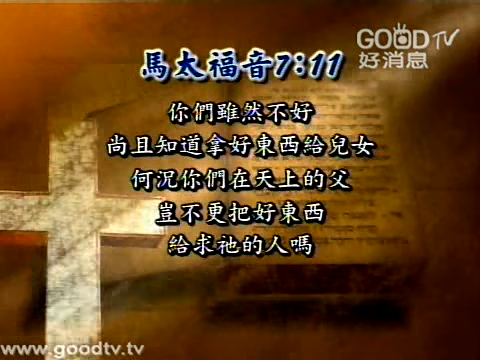 GOOD TV
好消息
馬太福音7:11
你們雖然不好
尚且知道拿好東西給兒女
何況你們在天上的父
豈不更把好東西
給求祂的人嗎
www.goodtv.tv